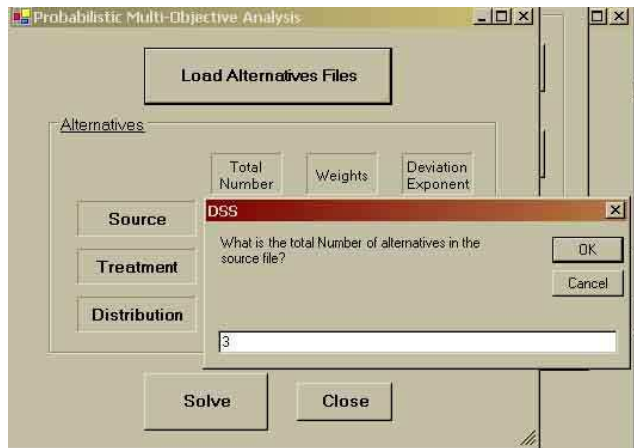 Probabilistic Multi-Objective Analysis
Load Alternatives Files
Alternatives
Total
Number
Weights
Deviation
Exponent
Source
Treatment
Distribution
DSS
What is the total Number of alternatives in the
source file?
OK
Cancel
3
Solve
Close